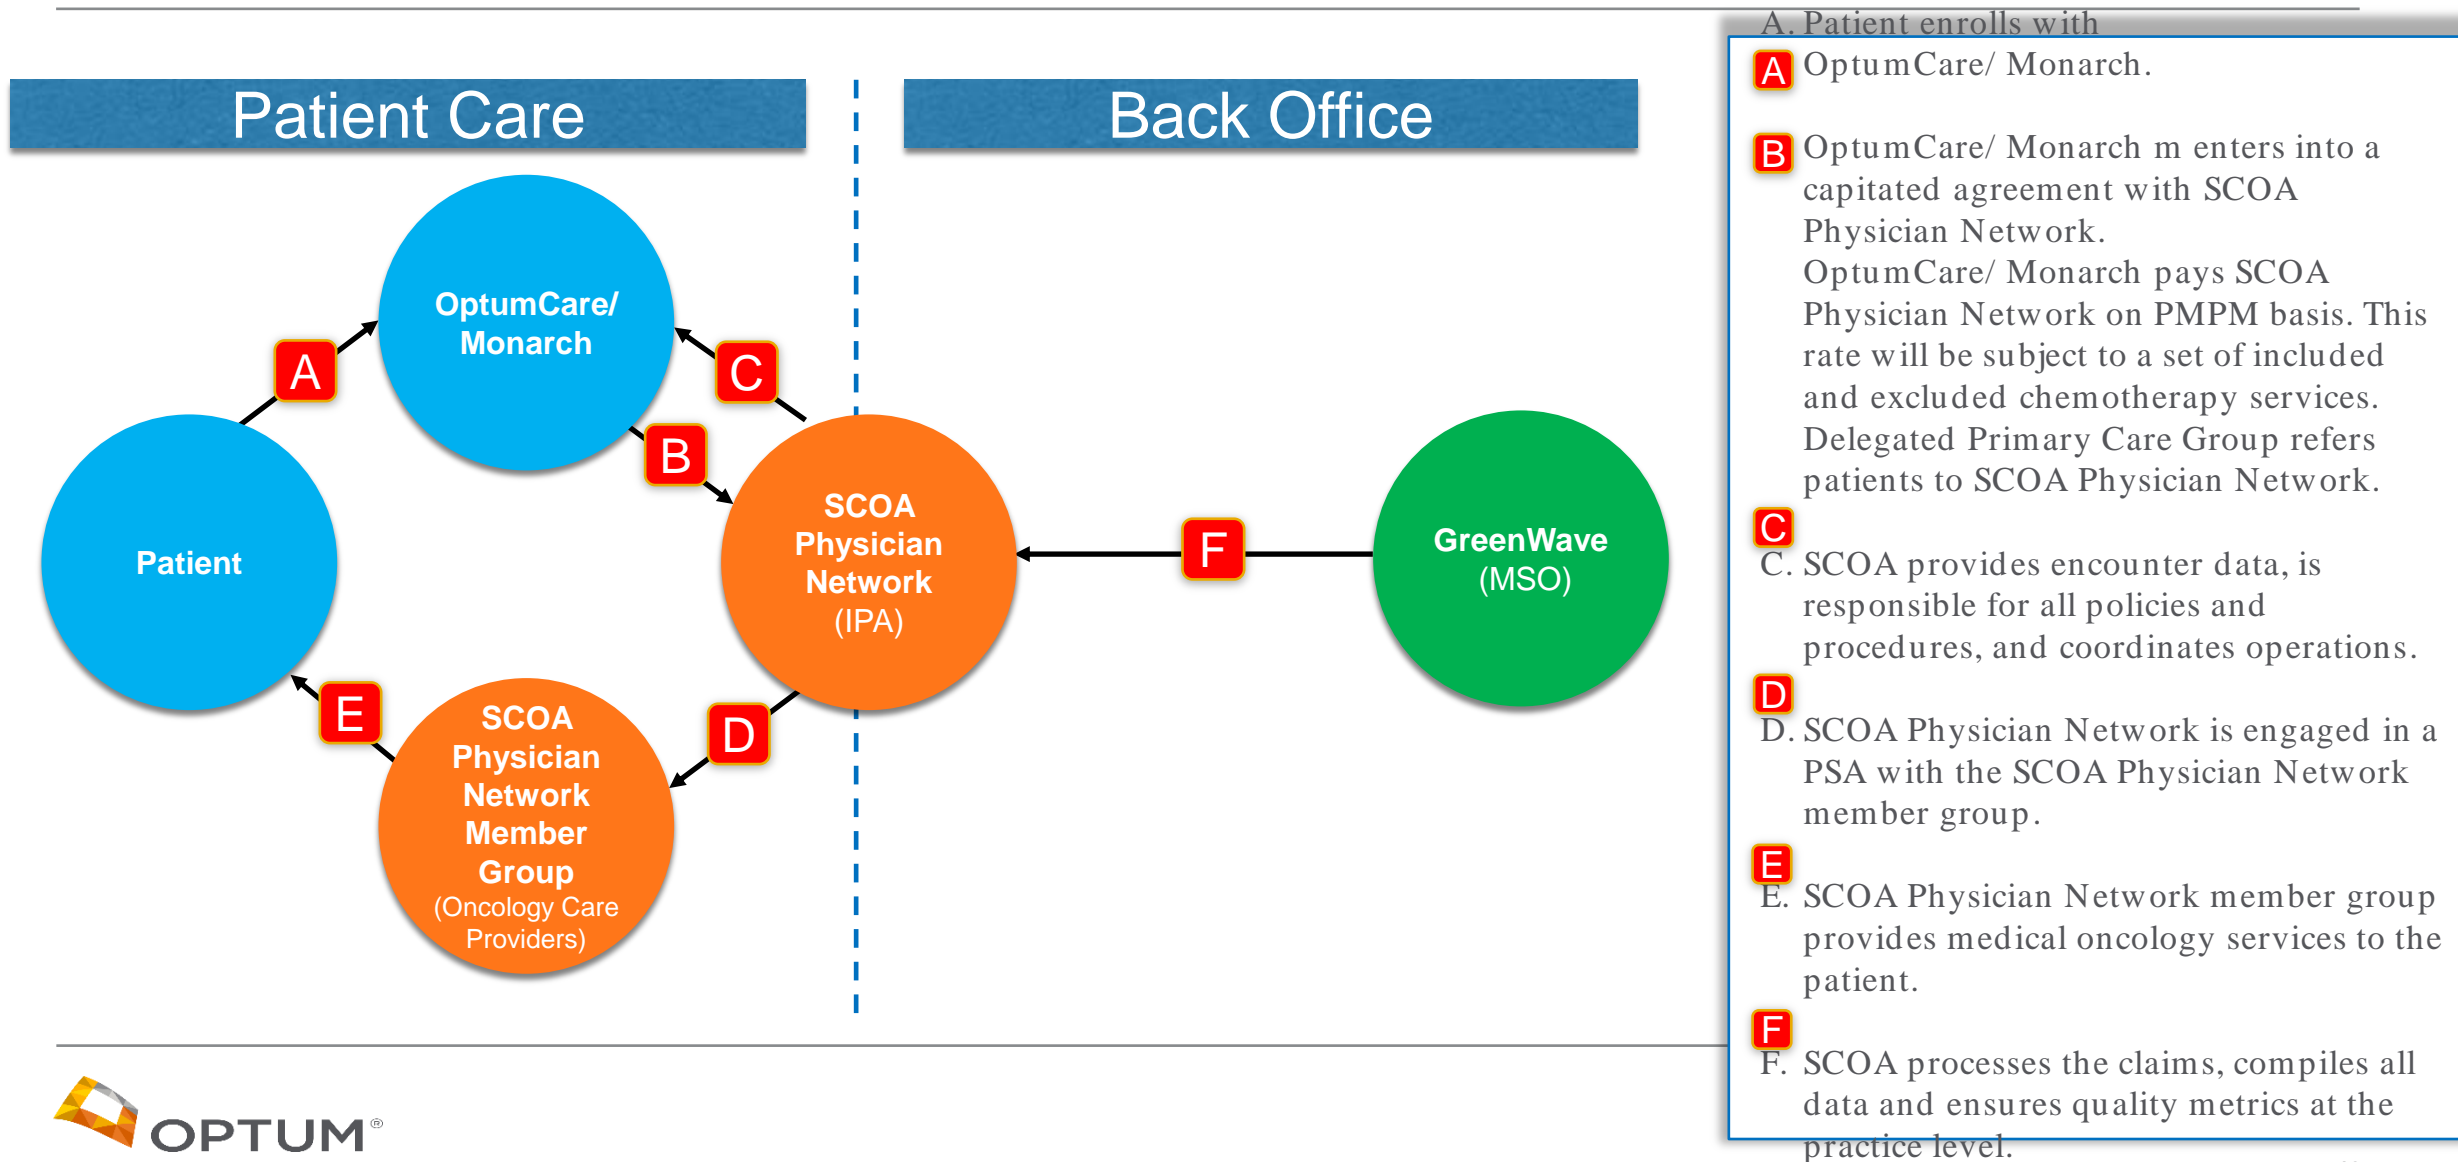 Patient Care
Back Office
OptumCare/
Monarch
A
C
B
Patient
SCOA
Physician
Network
(IPA)
F
GreenWave
(MSO)
E
D
SCOA
Physician
Network
Member
Group
(Oncology Care
Providers)
A. Patient enrolls with
A OptumCare/ Monarch.
B OptumCare/ Monarch m enters into a
capitated agreement with SCOA
Physician Network.
OptumCare/ Monarch pays SCOA
Physician Network on PMPM basis. This
rate will be subject to a set of included
and excluded chemotherapy services.
Delegated Primary Care Group refers
patients to SCOA Physician Network.
C
C. SCOA provides encounter data, is
responsible for all policies and
procedures, and coordinates operations.
D
D. SCOA Physician Network is engaged in a
PSA with the SCOA Physician Network
member group.
E
E. SCOA Physician Network member group
provides medical oncology services to the
patient.
F
F. SCOA processes the claims, compiles all
data and ensures quality metrics at the
practice level.
OPTUM®